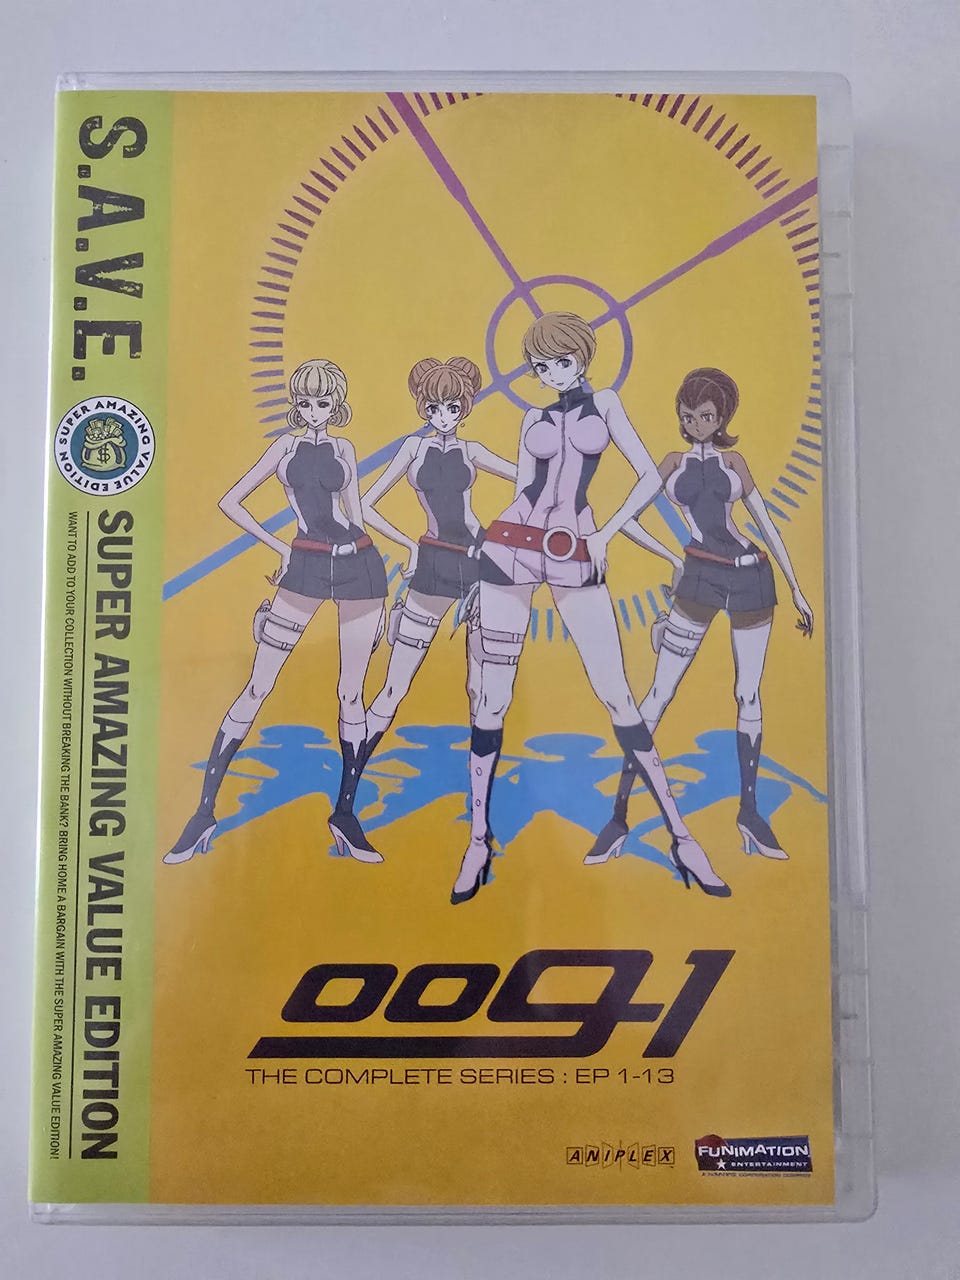 S.A.V.E.
SUPER AMAZING VALUE EDITION
$
SUPER AMAZING VALUE EDITION
WANT TO ADD TO YOUR COLLECTION WITHOUT BREAKING THE BANK? BRING HOME A BARGAIN WITH THE SUPER AMAZING VALUE EDITION!
009-1
THE COMPLETE SERIES : EP 1-13
ANIPLEX
FUNIMATION
ENTERTAINMENT